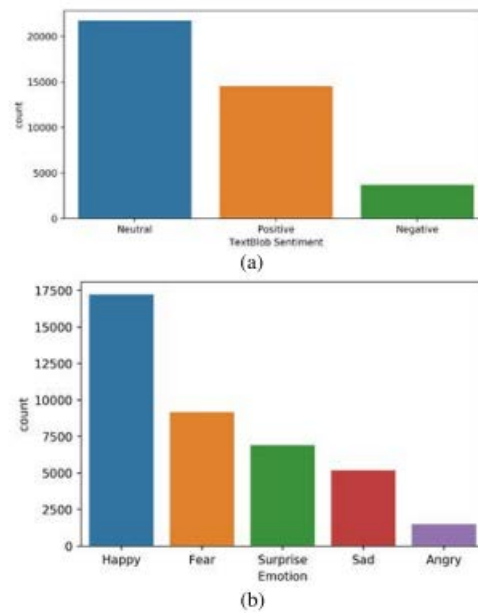 20000
15000
10000
5000
0
count
Neutral Positive Negative
TextBlob Sentiment
(a)
17500
15000
12500
10000
7500
5000
2500
0
count
Happy Fear Surprise Sad Angry
Emotion
(b)